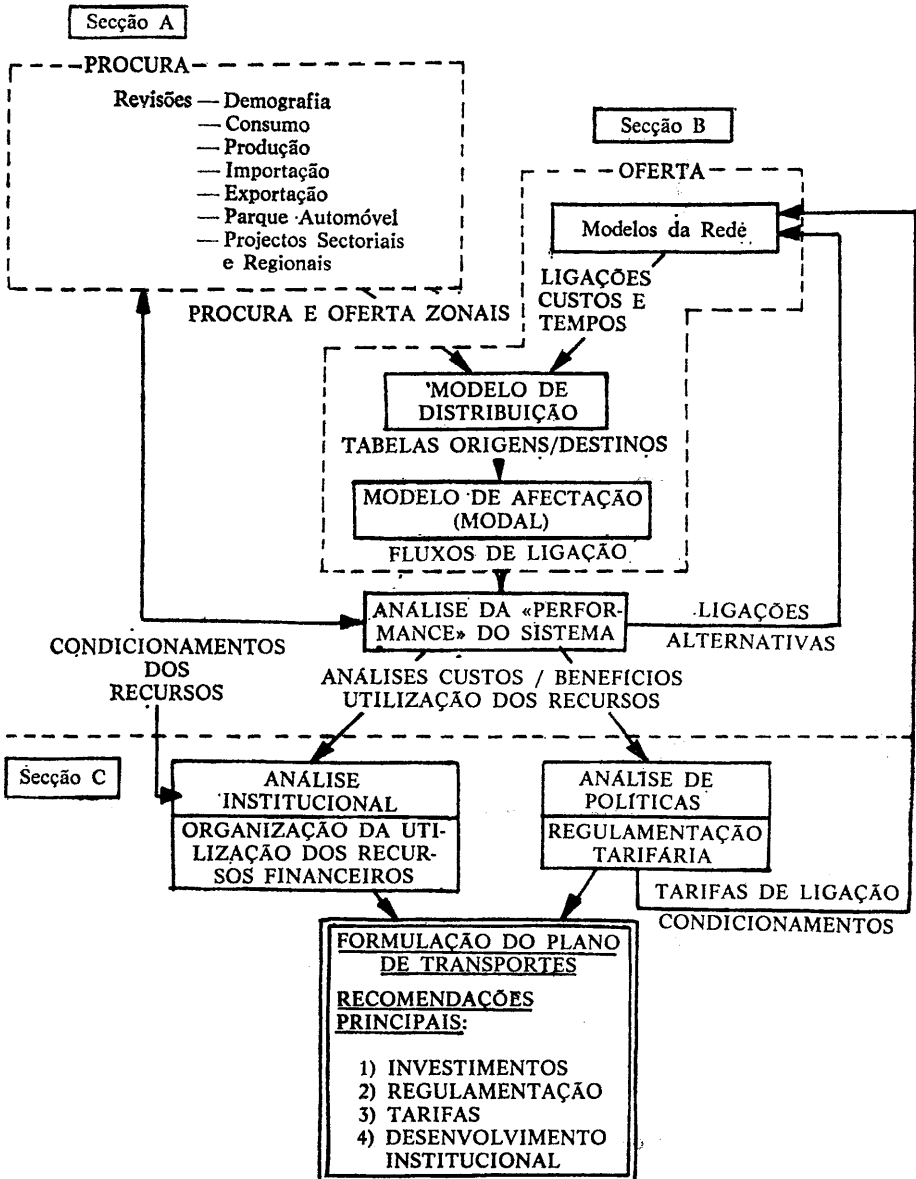 Secção A
PROCURA
Revisões — Demografia
— Consumo
— Produção
— Importação
— Exportação
— Parque Automóvel
— Projectos Sectoriais
e Regionais
Secção B
OFERTA
Modelos da Rede
LIGAÇÕES
CUSTOS E
TEMPOS
PROCURA E OFERTA ZONAIS
MODELO DE
DISTRIBUIÇÃO
TABELAS ORIGENS/DESTINOS
MODELO DE AFECTAÇÃO
(MODAL)
FLUXOS DE LIGAÇÃO
ANÁLISE DA «PERFOR-
MANCE» DO SISTEMA
LIGAÇÕES
ALTERNATIVAS
CONDICIONAMENTOS
DOS
RECURSOS
ANÁLISES CUSTOS / BENEFÍCIOS
UTILIZAÇÃO DOS RECURSOS
Secção C
ANÁLISE
INSTITUCIONAL
ORGANIZAÇÃO DA UTI-
LIZAÇÃO DOS RECUR-
SOS FINANCEIROS
ANÁLISE DE
POLÍTICAS
REGULAMENTAÇÃO
TARIFÁRIA
TARIFAS DE LIGAÇÃO
CONDICIONAMENTOS
FORMULAÇÃO DO PLANO
DE TRANSPORTES
RECOMENDAÇÕES
PRINCIPAIS:
1) INVESTIMENTOS
2) REGULAMENTAÇÃO
3) TARIFAS
4) DESENVOLVIMENTO
INSTITUCIONAL